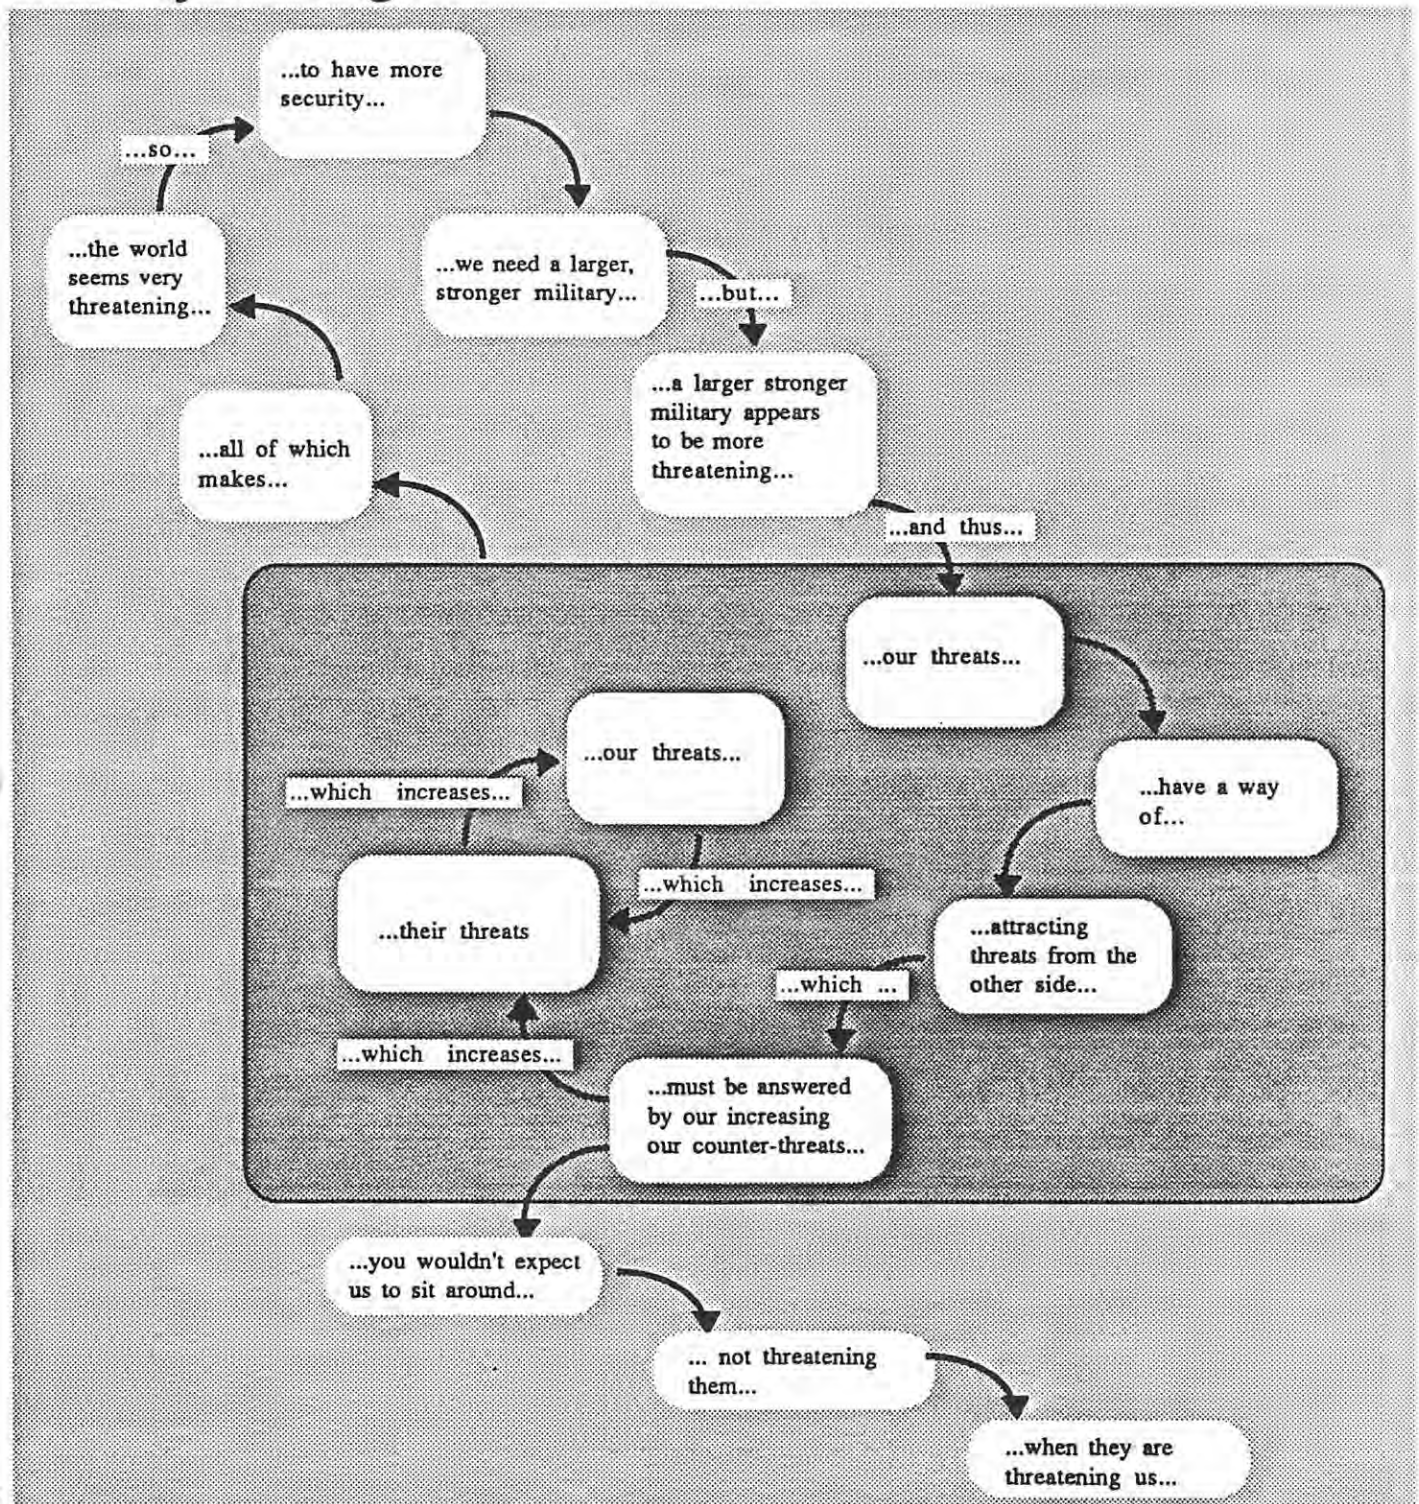 ...to have more
security...
...so...
...the world
seems very
threatening...
...we need a larger,
stronger military...
...but...
...a larger stronger
military appears
to be more
threatening...
...all of which
makes...
...and thus...
...our threats...
...our threats...
...which increases...
...have a way
of...
...which increases...
...their threats
...attracting
threats from the
other side...
...which ...
...which increases...
...must be answered
by our increasing
our counter-threats...
...you wouldn't expect
us to sit around...
... not threatening
them...
...when they are
threatening us...